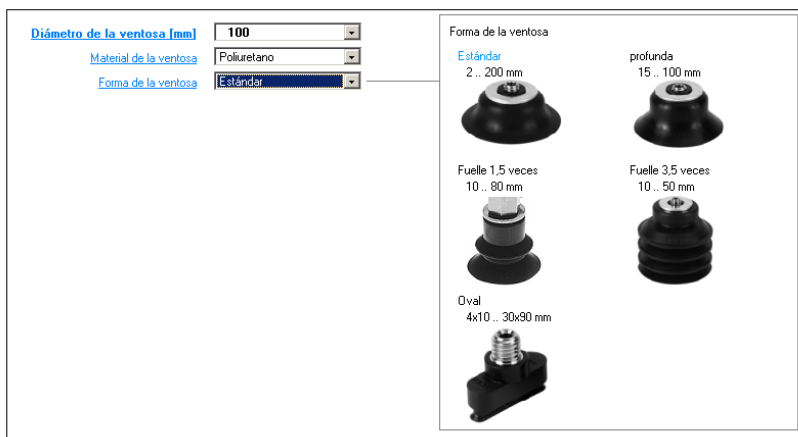 Diámetro de la ventosa [mm] 100
Material de la ventosa Poliuretano
Forma de la ventosa Estándar
Forma de la ventosa
Estándar profunda
2 .. 200 mm 15 .. 100 mm
Fuelle 1,5 veces Fuelle 3,5 veces
10 .. 80 mm 10 .. 50 mm
Oval
4x10 .. 30x90 mm